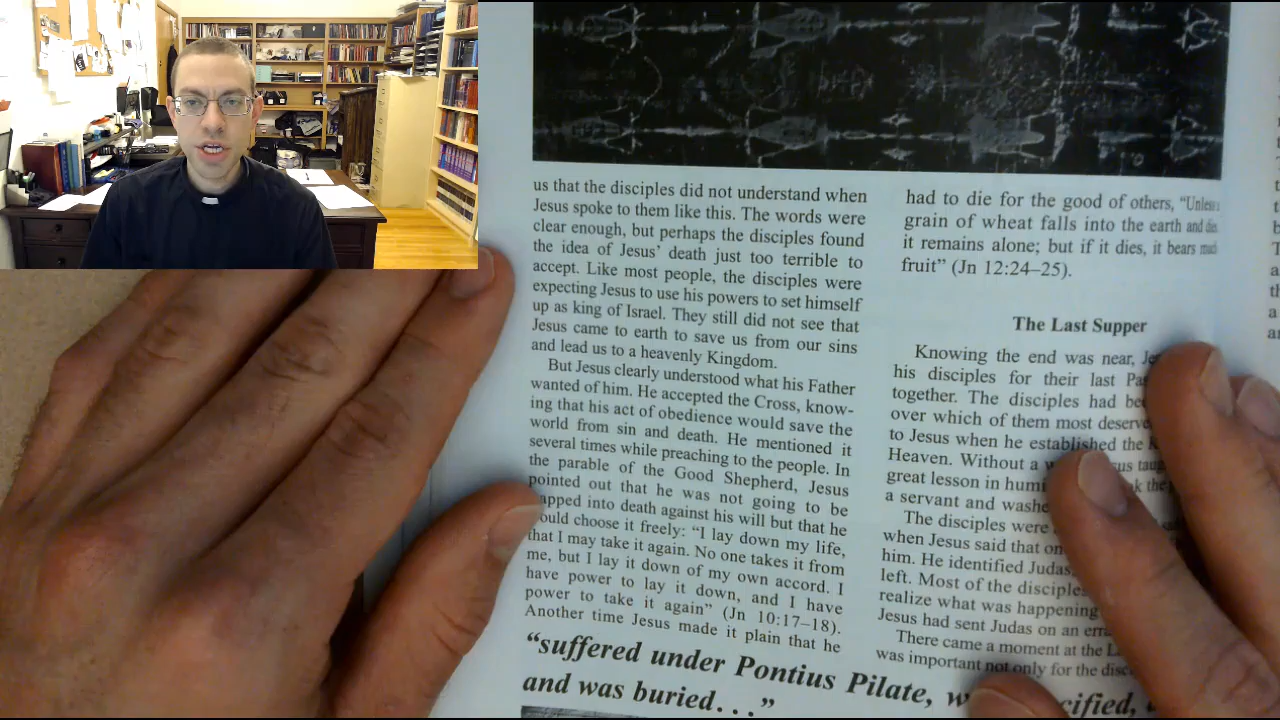 us that the disciples did not understand when
Jesus spoke to them like this. The words were
clear enough, but perhaps the disciples found
the idea of Jesus' death just too terrible to
accept. Like most people, the disciples were
expecting Jesus to use his powers to set himself
up as king of Israel. They still did not see that
Jesus came to earth to save us from our sins
and lead us to a heavenly Kingdom.
But Jesus clearly understood what his Father
wanted of him. He accepted the Cross, know-
ing that his act of obedience would save the
world from sin and death. He mentioned it
several times while preaching to the people. In
the parable of the Good Shepherd, Jesus
pointed out that he was not going to be
into death against his will but that he
choose it freely: “I lay down my life,
that I may take it again. No one takes it from
me, but I lay it down of my own accord. I
have power to lay it down, and I have
power to take it again” (Jn 10:17–18).
Another time Jesus made it plain that he
had to die for the good of others, “Unless a
grain of wheat falls into the earth and dies,
it remains alone; but if it dies, it bears much
fruit” (Jn 12:24–25).
The Last Supper
Knowing the end was near,
his disciples for their last
together. The disciples had
over which of them most
to Jesus when he established the
Heaven. Without a
great lesson in
a servant and
The disciples were
when Jesus said that
him. He identified Judas
left. Most of the disciples
realize what was happening
Jesus had sent Judas on an
There came a moment at the
was important not only for the
“suffered under Pontius Pilate,
and was buried. . .”